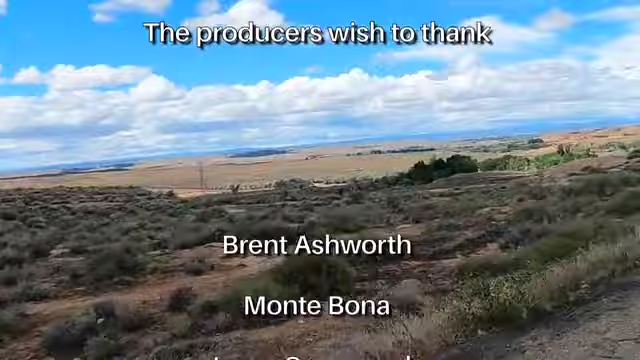 The producers wish to thank
Brent Ashworth
Monte Bona